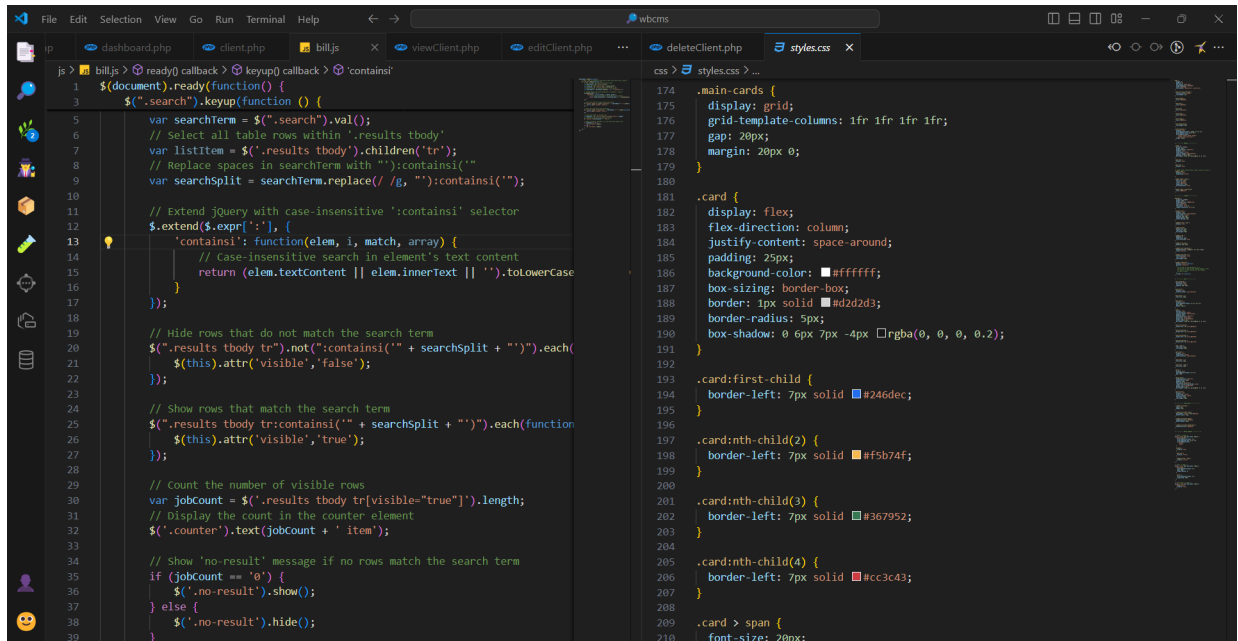 File Edit Selection View Go Run Terminal Help
wbcms
dashboard.php client.php bill.js viewClient.php editClient.php ...
js > bill.js > ready() callback > keyup() callback > 'containsi'
1 $(document).ready(function() {
3 $(".search").keyup(function () {
5 var searchTerm = $(".search").val();
6 // Select all table rows within '.results tbody'
7 var listItem = $('.results tbody').children('tr');
8 // Replace spaces in searchTerm with "'):containsi('"
9 var searchSplit = searchTerm.replace(/ /g, "'):containsi('");
10
11 // Extend jQuery with case-insensitive ':containsi' selector
12 $.extend($.expr[':'], {
13 'containsi': function(elem, i, match, array) {
14 // Case-insensitive search in element's text content
15 return (elem.textContent || elem.innerText || '').toLowerCase
16 }
17 });
18
19 // Hide rows that do not match the search term
20 $(".results tbody tr").not(":containsi('" + searchSplit + "')").each(
21 $(this).attr('visible','false');
22 });
23
24 // Show rows that match the search term
25 $(".results tbody tr:containsi('" + searchSplit + "')").each(function
26 $(this).attr('visible','true');
27 });
28
29 // Count the number of visible rows
30 var jobCount = $('.results tbody tr[visible="true"]').length;
31 // Display the count in the counter element
32 $('.counter').text(jobCount + ' item');
33
34 // Show 'no-result' message if no rows match the search term
35 if (jobCount == '0') {
36 $('.no-result').show();
37 } else {
38 $('.no-result').hide();
39 }
deleteClient.php styles.css
css > styles.css > ...
174 .main-cards {
175 display: grid;
176 grid-template-columns: 1fr 1fr 1fr 1fr;
177 gap: 20px;
178 margin: 20px 0;
179 }
180
181 .card {
182 display: flex;
183 flex-direction: column;
184 justify-content: space-around;
185 padding: 25px;
186 background-color: #ffffff;
187 box-sizing: border-box;
188 border: 1px solid #d2d2d3;
189 border-radius: 5px;
190 box-shadow: 0 6px 7px -4px rgba(0, 0, 0, 0.2);
191 }
192
193 .card:first-child {
194 border-left: 7px solid #246dec;
195 }
196
197 .card:nth-child(2) {
198 border-left: 7px solid #f5b74f;
199 }
200
201 .card:nth-child(3) {
202 border-left: 7px solid #367952;
203 }
204
205 .card:nth-child(4) {
206 border-left: 7px solid #cc3c43;
207 }
208
209 .card > span {
210 font-size: 20px;